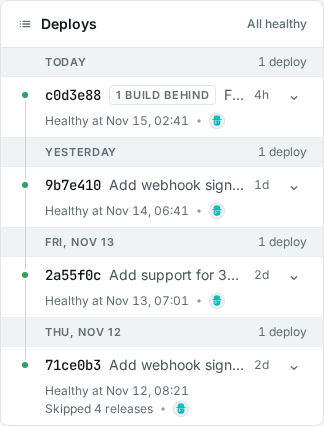 Deploys All healthy
TODAY 1 deploy
c0d3e88 1 BUILD BEHIND F... 4h
Healthy at Nov 15, 02:41 •
YESTERDAY 1 deploy
9b7e410 Add webhook sign... 1d
Healthy at Nov 14, 06:41 •
FRI, NOV 13 1 deploy
2a55f0c Add support for 3... 2d
Healthy at Nov 13, 07:01 •
THU, NOV 12 1 deploy
71ce0b3 Add webhook sign... 2d
Healthy at Nov 12, 08:21
Skipped 4 releases •